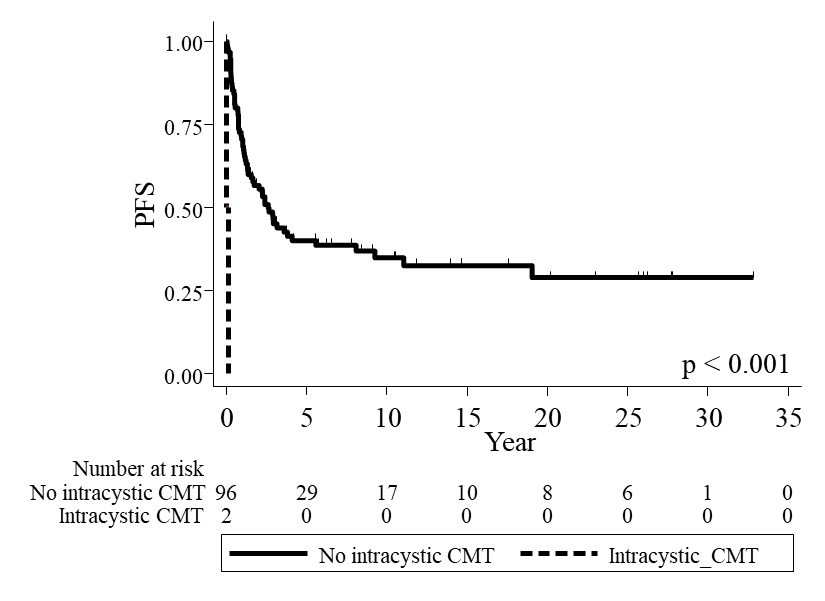 1.00
0.75
0.50
0.25
0.00
PFS
p < 0.001
0 5 10 15 20 25 30 35
Year
Number at risk
No intracystic CMT 96 29 17 10 8 6 1 0
Intracystic CMT 2 0 0 0 0 0 0 0
No intracystic CMT Intracystic_CMT